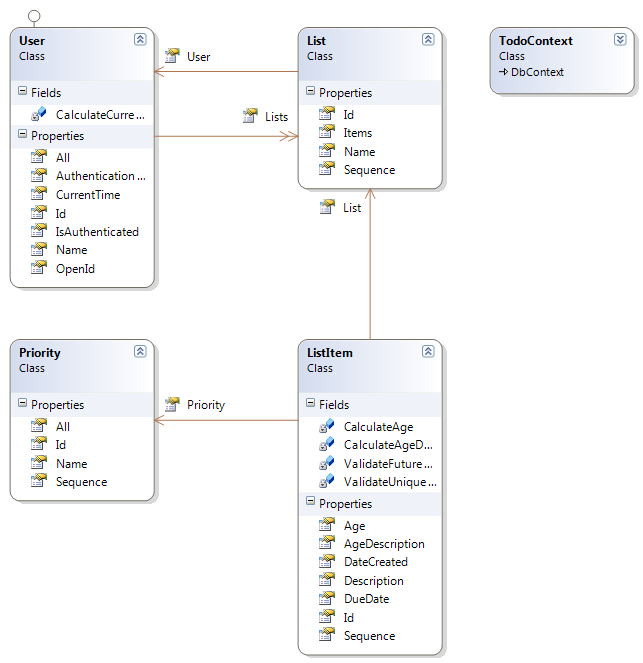 User
Class
Fields
CalculateCurre...
Properties
All
Authentication ...
CurrentTime
Id
IsAuthenticated
Name
OpenId
User
Lists
List
Class
Properties
Id
Items
Name
Sequence
TodoContext
Class
DbContext
List
Priority
Class
Properties
All
Id
Name
Sequence
Priority
ListItem
Class
Fields
CalculateAge
CalculateAgeD...
ValidateFuture...
ValidateUnique...
Properties
Age
AgeDescription
DateCreated
Description
DueDate
Id
Sequence